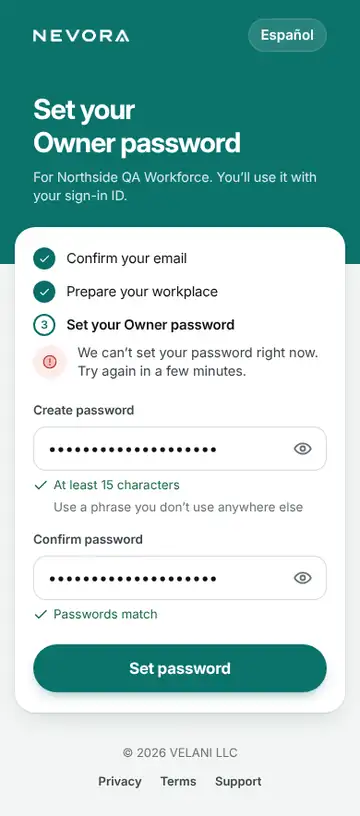 NEVORA
Español
Set your
Owner password
For Northside QA Workforce. You’ll use it with
your sign-in ID.
Confirm your email
Prepare your workplace
3 Set your Owner password
We can’t set your password right now.
Try again in a few minutes.
Create password
••••••••••••••••••••
At least 15 characters
Use a phrase you don’t use anywhere else
Confirm password
••••••••••••••••••••
Passwords match
Set password
© 2026 VELANI LLC
Privacy Terms Support